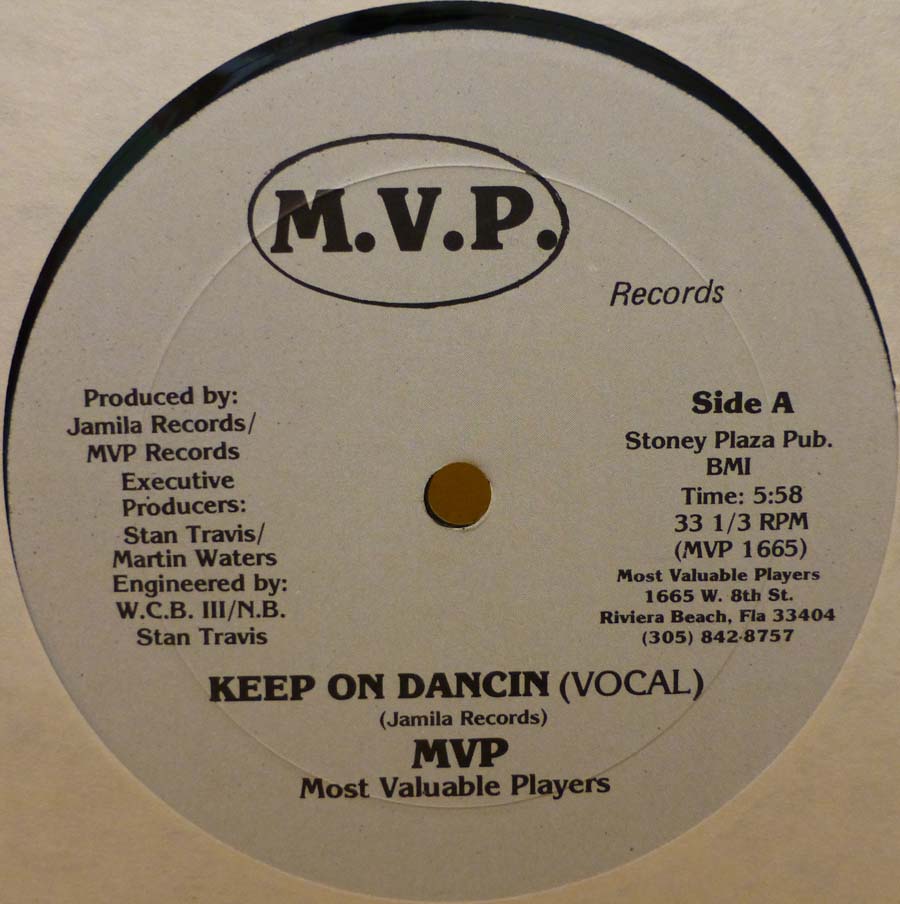 M.V.P.
Records
Produced by:
Jamila Records/
MVP Records
Executive
Producers:
Stan Travis/
Martin Waters
Engineered by:
W.C.B. III/N.B.
Stan Travis
Side A
Stoney Plaza Pub.
BMI
Time: 5:58
33 1/3 RPM
(MVP 1665)
Most Valuable Players
1665 W. 8th St.
Riviera Beach, Fla 33404
(305) 842-8757
KEEP ON DANCIN (VOCAL)
(Jamila Records)
MVP
Most Valuable Players